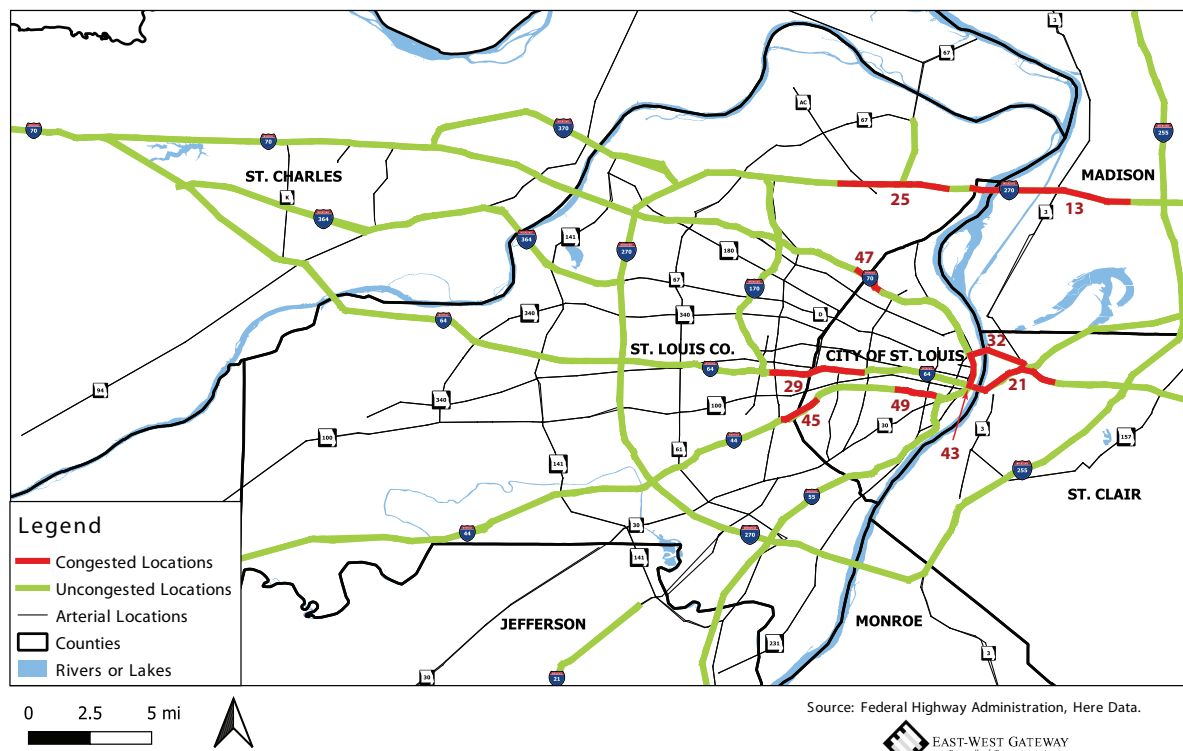 3
67
AC
67
370
70
70
255
ST. CHARLES
MADISON
K
25
270
13
364
3
141
364
270
180
67
47
70
170
340
340
D
64
32
ST. LOUIS CO.
CITY OF ST. LOUIS
64
64
29
21
94
340
100
49
45
30
3
100
44
61
43
157
141
255
ST. CLAIR
55
Legend
Congested Locations
Uncongested Locations
Arterial Locations
Counties
Rivers or Lakes
44
30
270
141
JEFFERSON
MONROE
231
3
30
21
0 2.5 5 mi
Source: Federal Highway Administration, Here Data.
EAST-WEST GATEWAY